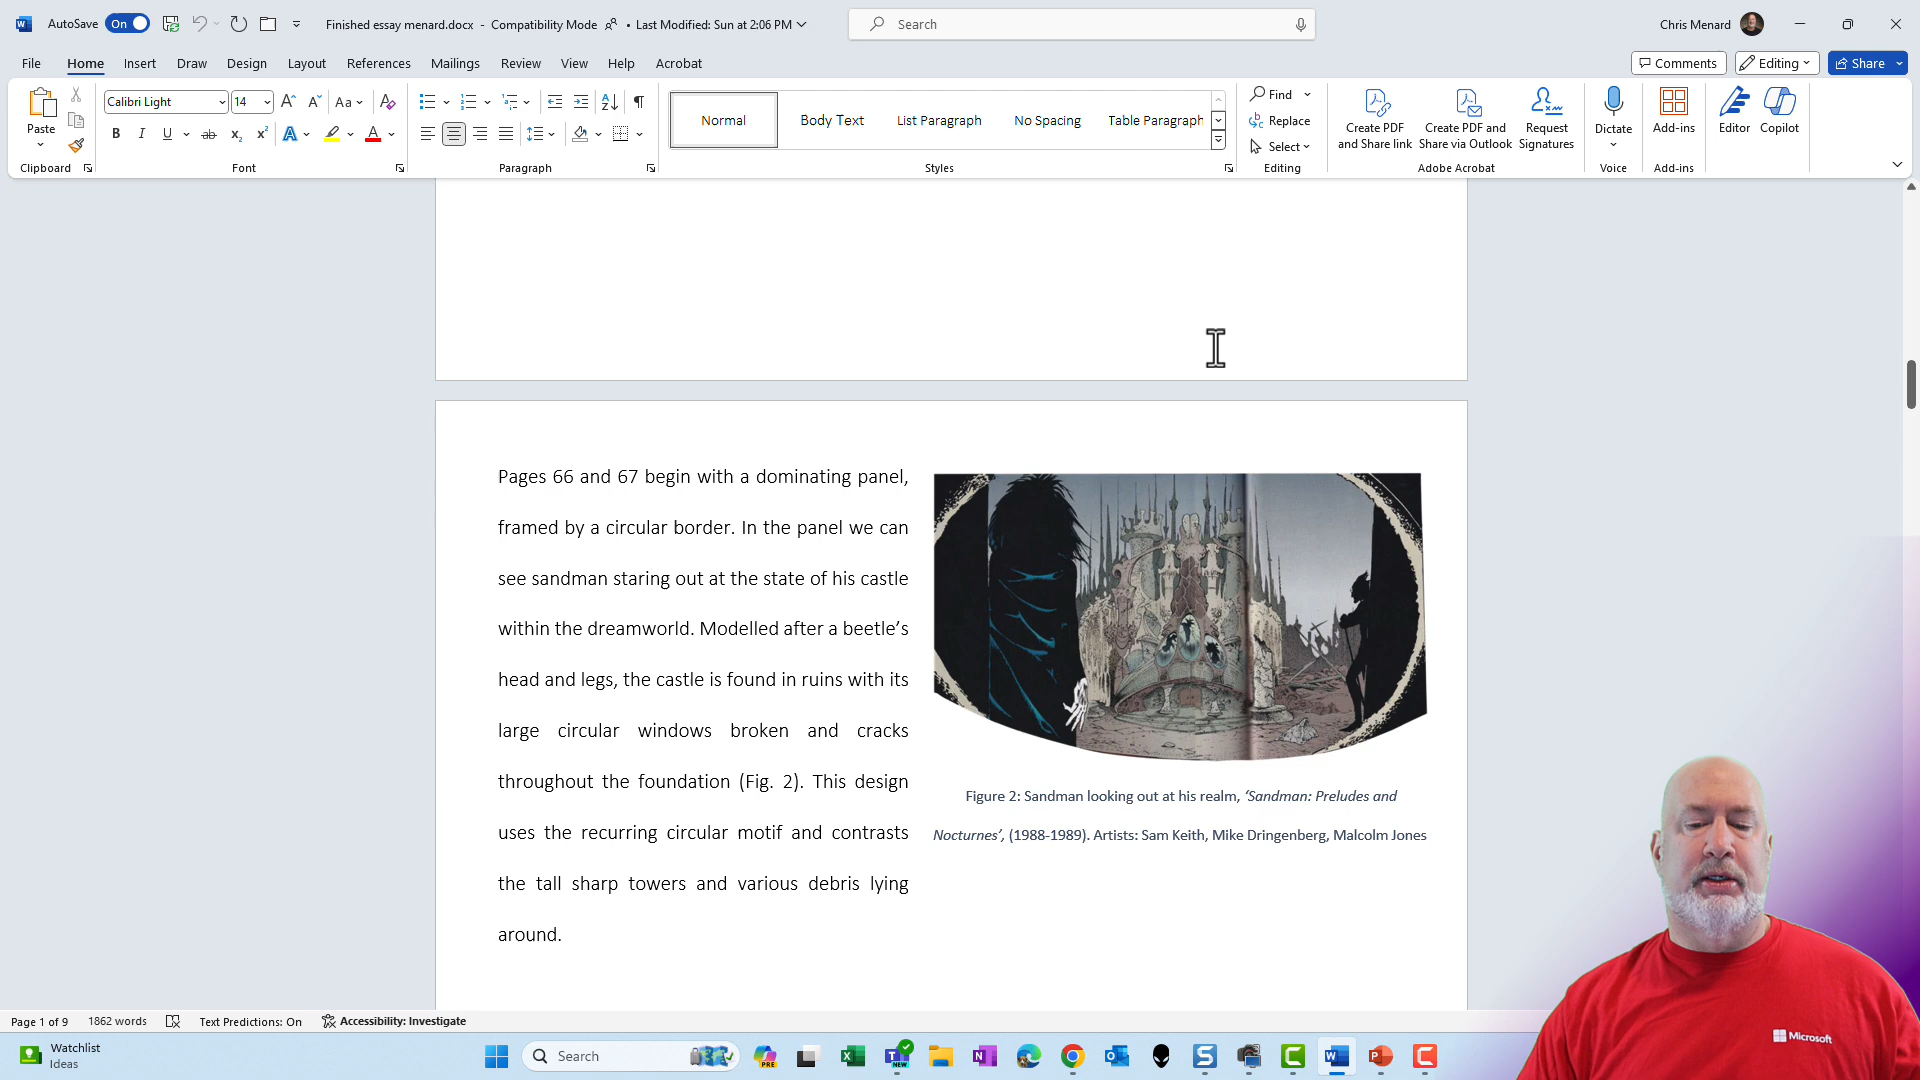 AutoSave On Finished essay menard.docx - Compatibility Mode • Last Modified: Sun at 2:06 PM Search Chris Menard
File Home Insert Draw Design Layout References Mailings Review View Help Acrobat Comments Editing Share
Paste
Clipboard
Calibri Light 14
Font
Paragraph
Normal Body Text List Paragraph No Spacing Table Paragraph
Styles
Find
Replace
Select
Editing
Create PDF and Share link
Create PDF and Share via Outlook
Request Signatures
Adobe Acrobat
Dictate
Voice
Add-ins
Add-ins
Editor
Copilot
Pages 66 and 67 begin with a dominating panel,
framed by a circular border. In the panel we can
see sandman staring out at the state of his castle
within the dreamworld. Modelled after a beetle’s
head and legs, the castle is found in ruins with its
large circular windows broken and cracks
throughout the foundation (Fig. 2). This design
uses the recurring circular motif and contrasts
the tall sharp towers and various debris lying
around.
Figure 2: Sandman looking out at his realm, ‘Sandman: Preludes and
Nocturnes’, (1988-1989). Artists: Sam Keith, Mike Dringenberg, Malcolm Jones
Microsoft
Page 1 of 9 1862 words Text Predictions: On Accessibility: Investigate
Watchlist
Ideas
Search
PRE
NEW